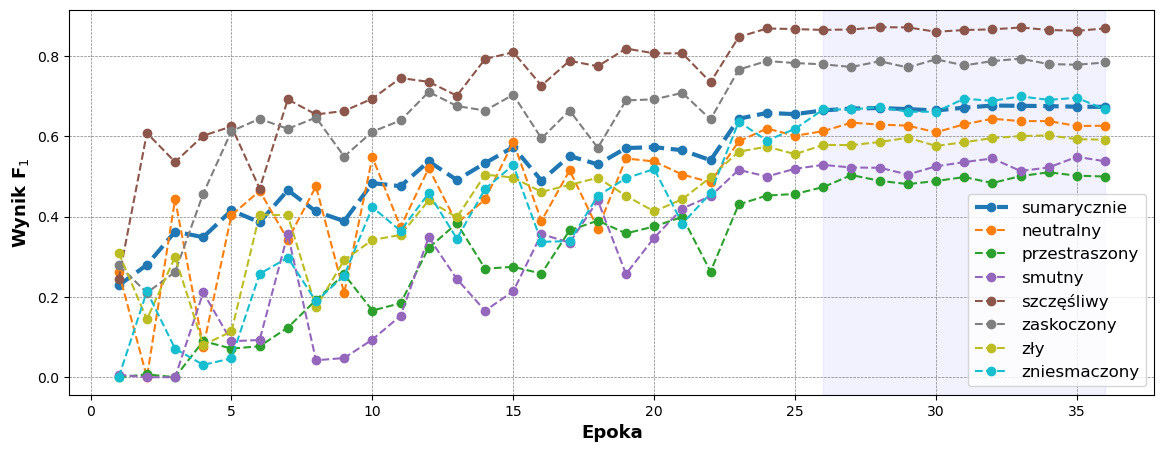 Wynik F₁
0.8
0.6
0.4
0.2
0.0
0 5 10 15 20 25 30 35
Epoka
sumarycznie
neutralny
przestraszony
smutny
szczęśliwy
zaskoczony
zły
zniesmaczony